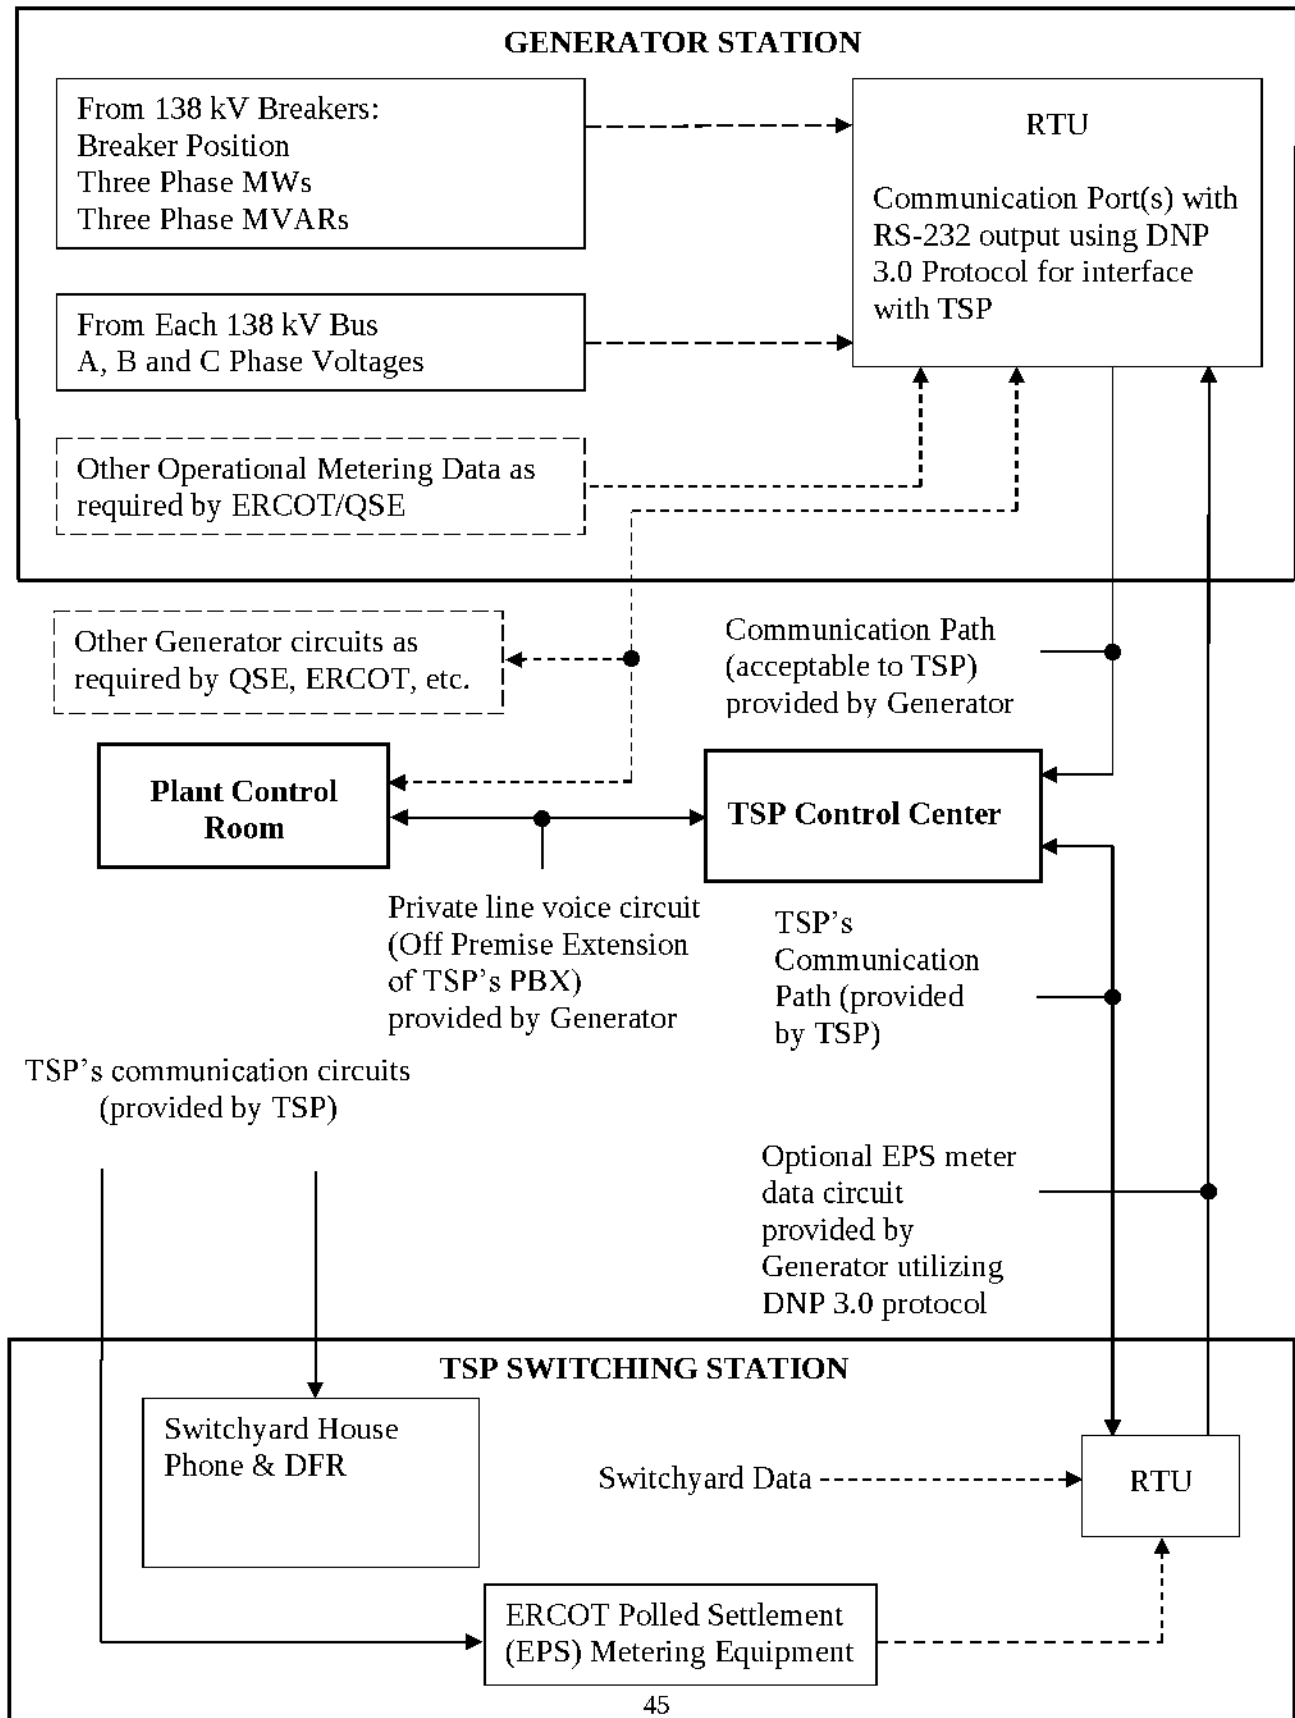 GENERATOR STATION
From 138 kV Breakers:
Breaker Position
Three Phase MWs
Three Phase MVARs
RTU
Communication Port(s) with
RS-232 output using DNP
3.0 Protocol for interface
with TSP
From Each 138 kV Bus
A, B and C Phase Voltages
Other Operational Metering Data as
required by ERCOT/QSE
Other Generator circuits as
required by QSE, ERCOT, etc.
Communication Path
(acceptable to TSP)
provided by Generator
Plant Control
Room
TSP Control Center
Private line voice circuit
(Off Premise Extension
of TSP’s PBX)
provided by Generator
TSP’s
Communication
Path (provided
by TSP)
TSP’s communication circuits
(provided by TSP)
Optional EPS meter
data circuit
provided by
Generator utilizing
DNP 3.0 protocol
TSP SWITCHING STATION
Switchyard House
Phone & DFR
Switchyard Data
RTU
ERCOT Polled Settlement
(EPS) Metering Equipment
45